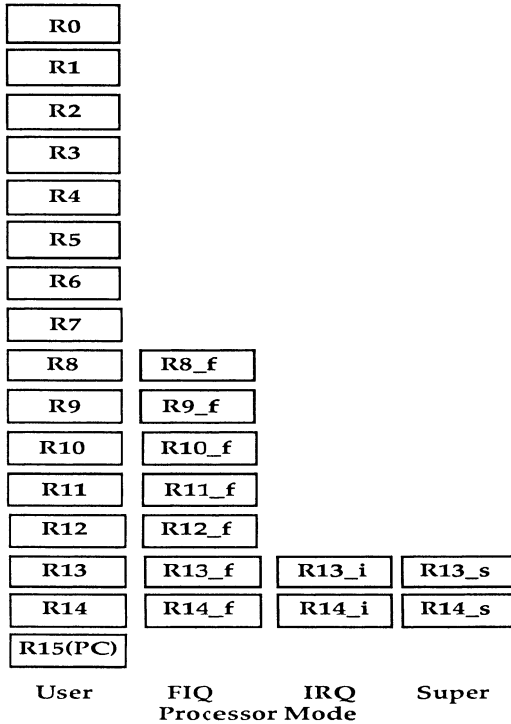 R0
R1
R2
R3
R4
R5
R6
R7
R8 R8_f
R9 R9_f
R10 R10_f
R11 R11_f
R12 R12_f
R13 R13_f R13_i R13_s
R14 R14_f R14_i R14_s
R15(PC)
User FIQ IRQ Super
Processor Mode